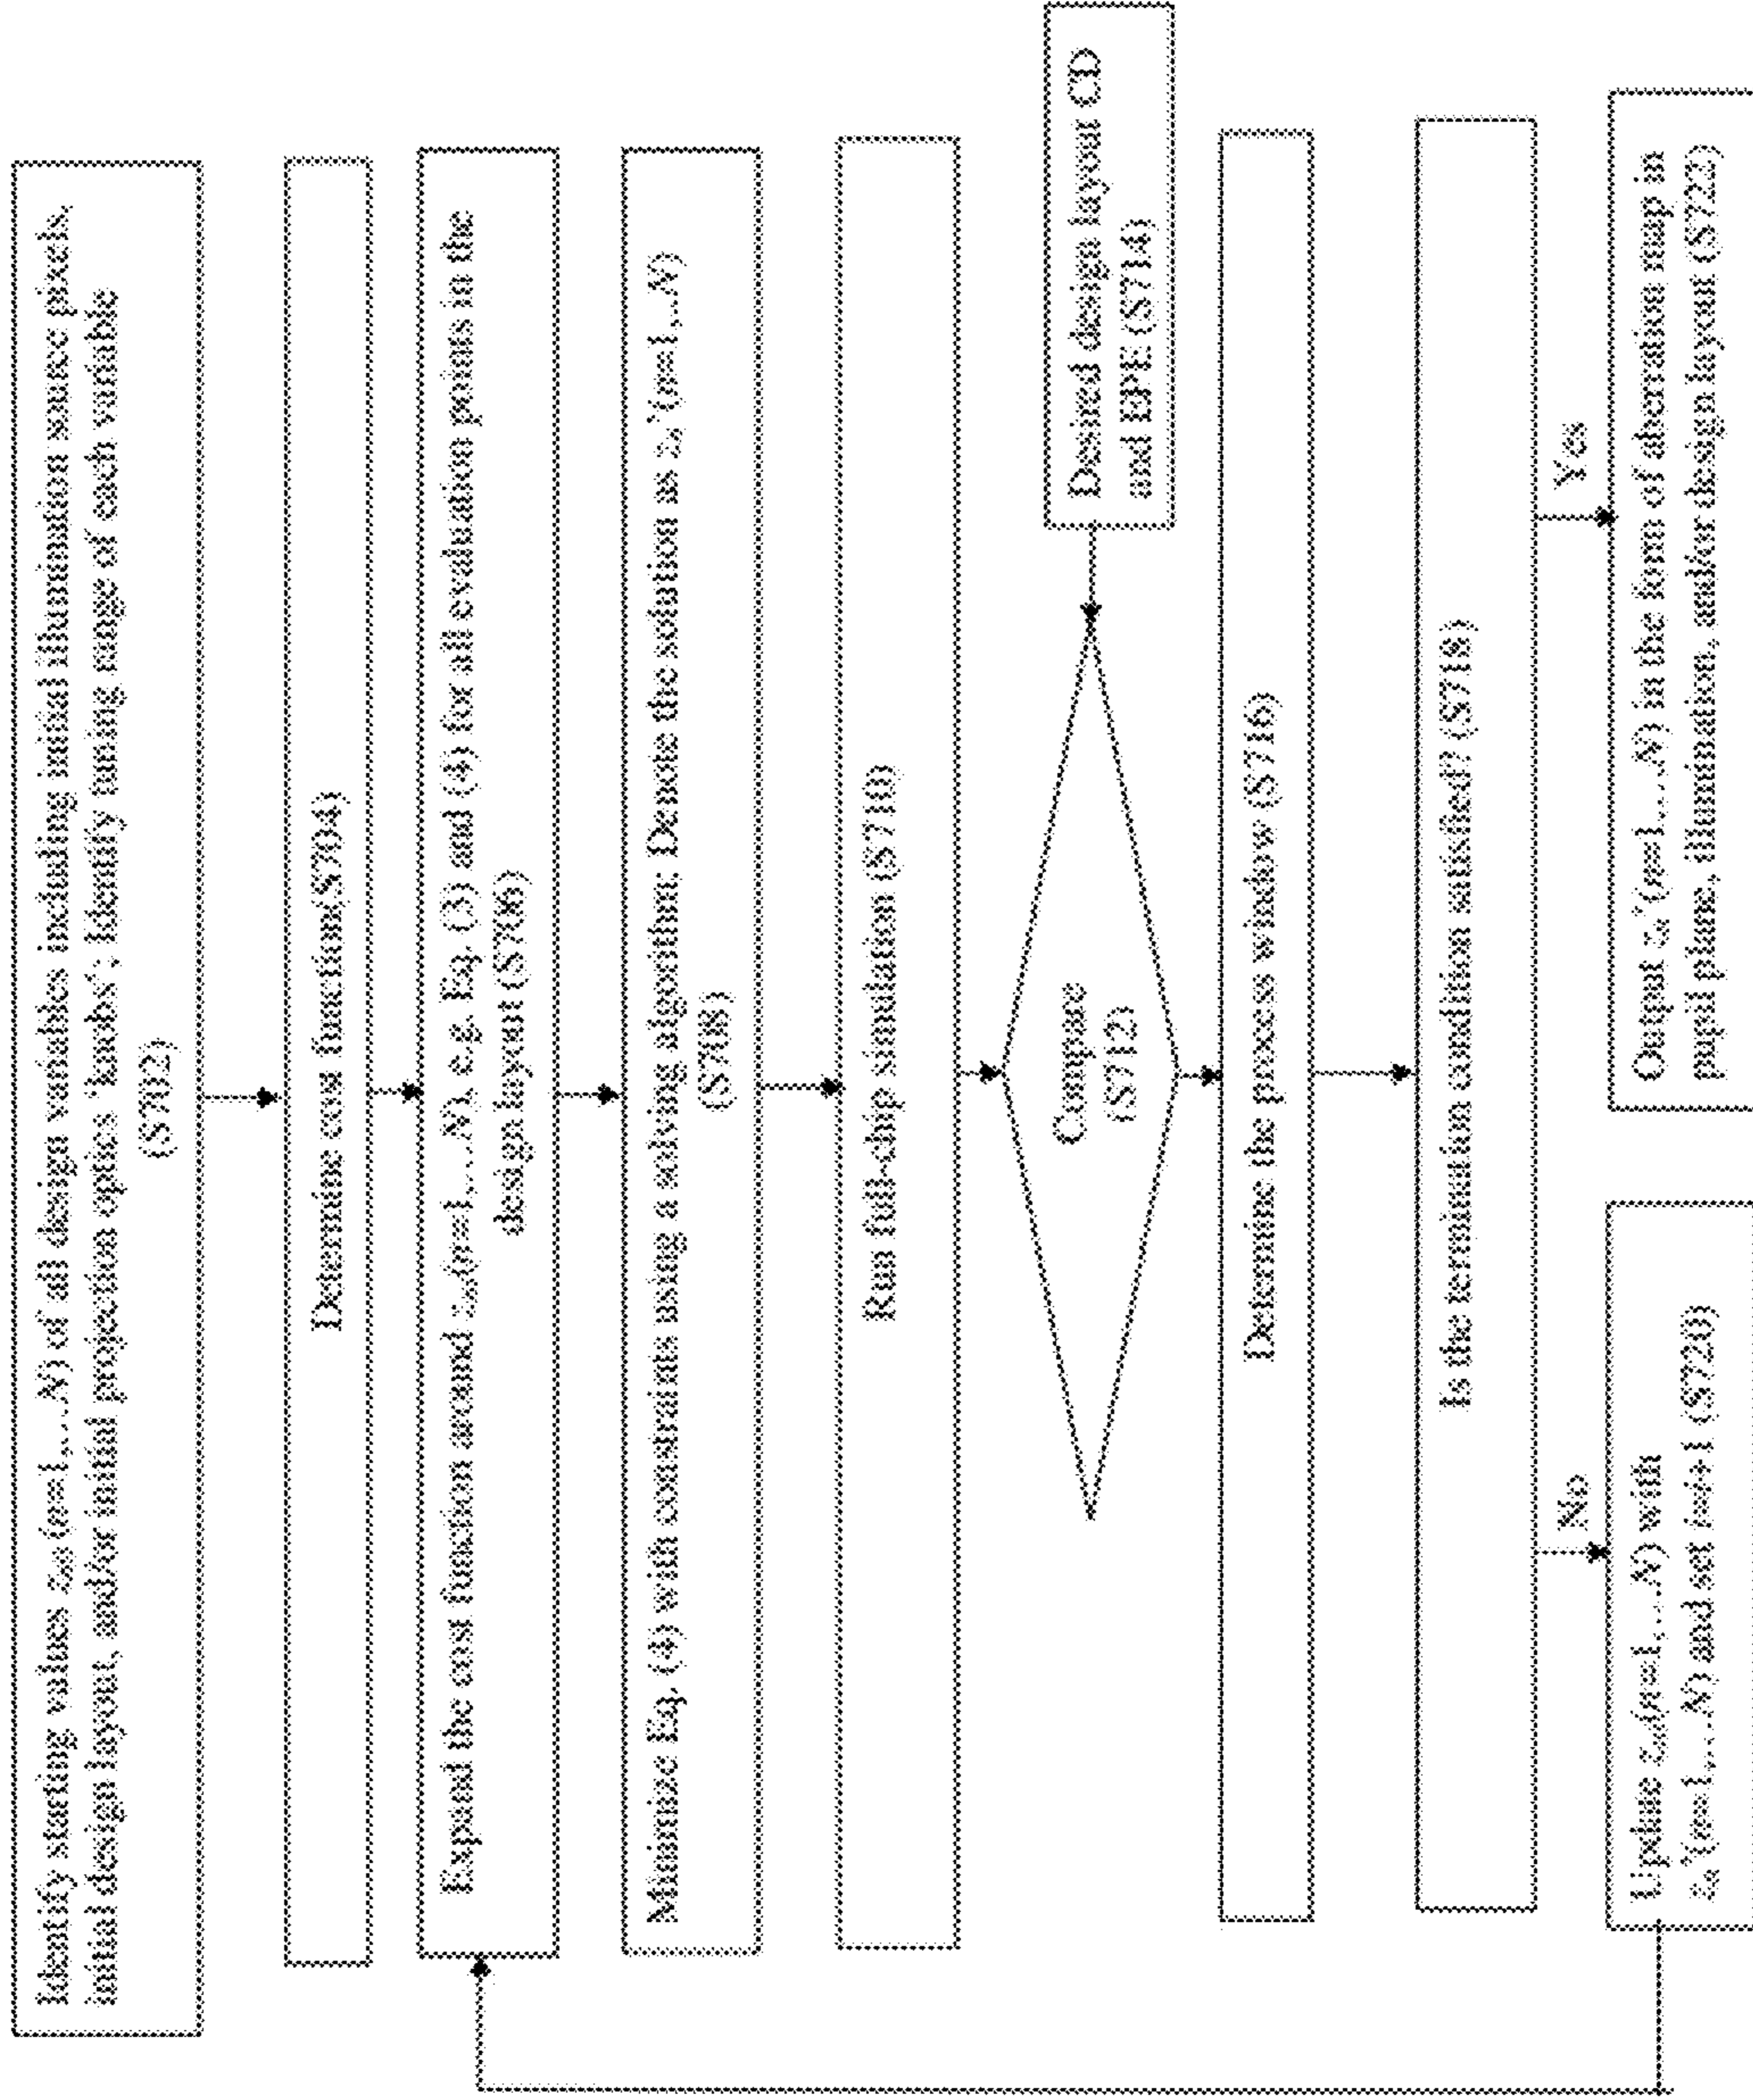 Identify starting values zₙ₀ (n=1,…N) of all design variables including initial illumination source pixels,
initial design layout, and/or initial projection optics 'knobs'; Identify tuning range of each variable
(S702)
Determine cost function(S704)
Expand the cost function around zₙᵢ(n=1,…N), e.g. Eq. (3) and (4) for all evaluation points in the
design layout (S706)
Minimize Eq. (4) with constraints using a solving algorithm; Denote the solution as zₙ'(n=1,..N)
(S708)
Run full-chip simulation (S710)
Compare
(S712)
Desired design layout CD
and EPE (S714)
Determine the process window (S716)
Is the termination condition satisfied? (S718)
No
Yes
Update zₙᵢ(n=1,…N) with
zₙ'(n=1,…N) and set i=i+1 (S720)
Output zₙ'(n=1,…N) in the form of aberration map in
pupil plane, illumination, and/or design layout (S722)